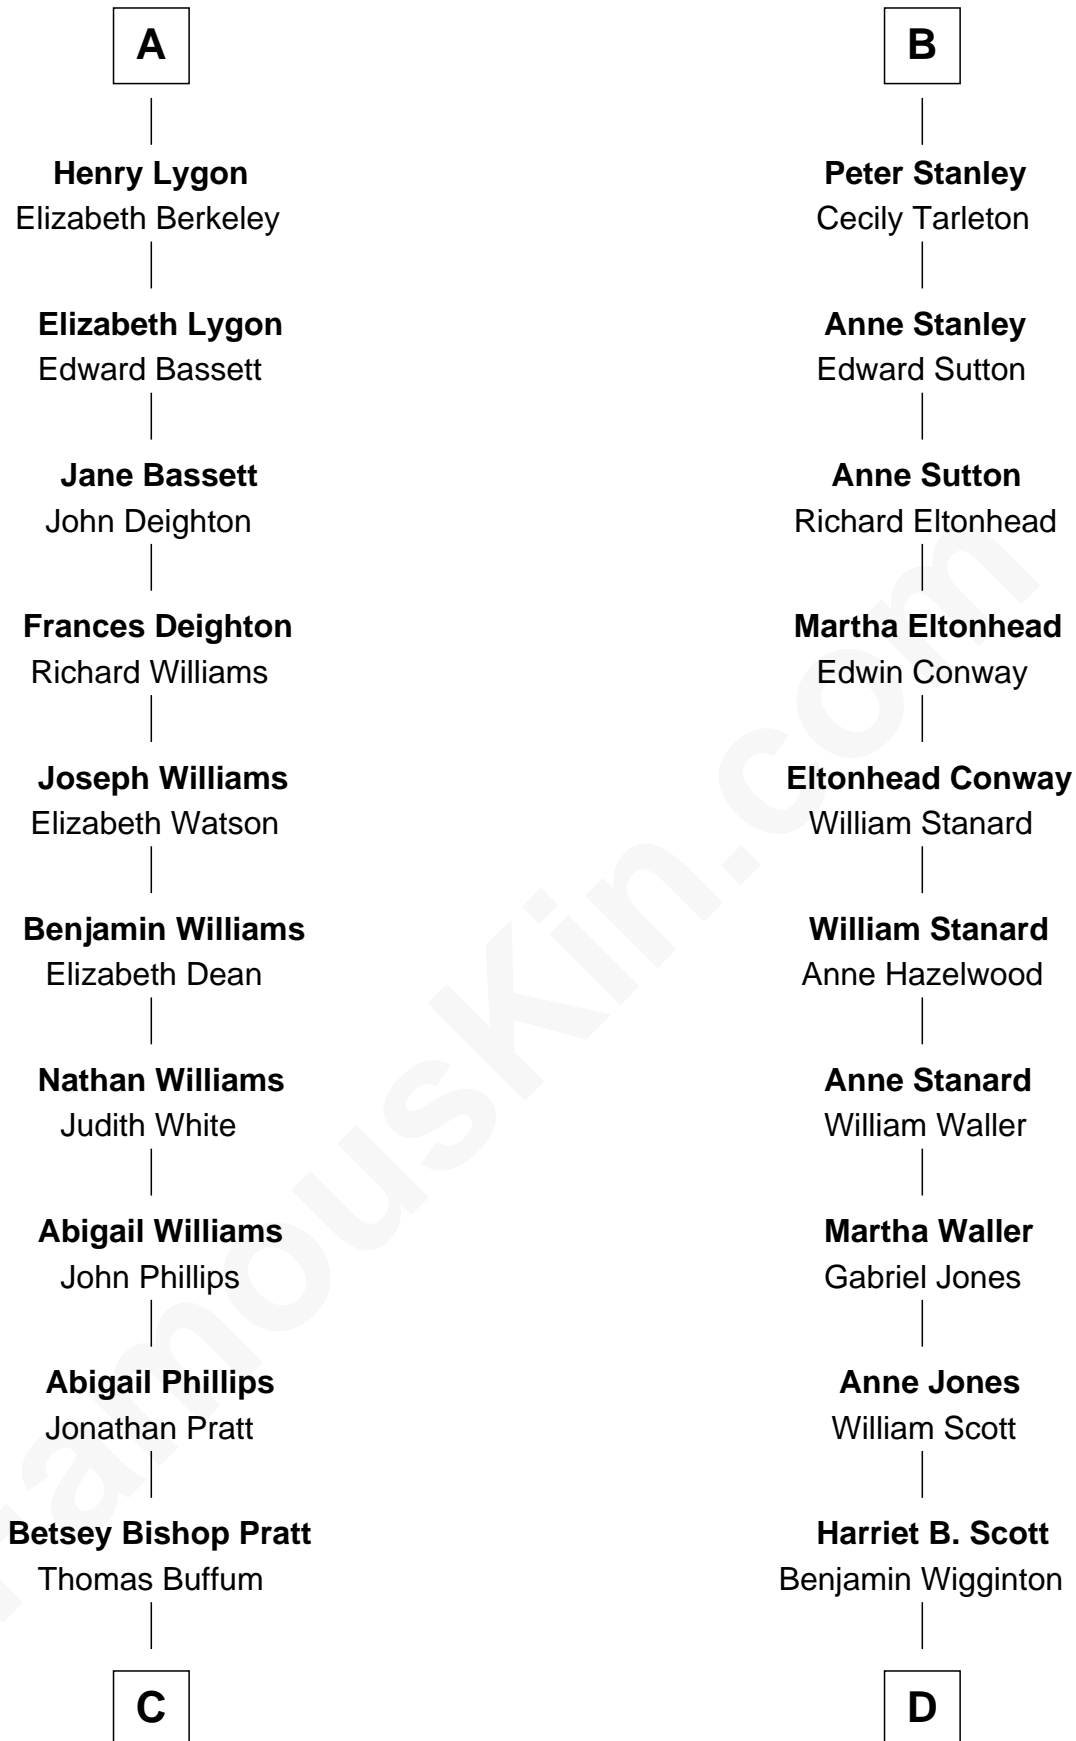 A
Henry Lygon
Elizabeth Berkeley
Elizabeth Lygon
Edward Bassett
Jane Bassett
John Deighton
Frances Deighton
Richard Williams
Joseph Williams
Elizabeth Watson
Benjamin Williams
Elizabeth Dean
Nathan Williams
Judith White
Abigail Williams
John Phillips
Abigail Phillips
Jonathan Pratt
Betsey Bishop Pratt
Thomas Buffum
C
B
Peter Stanley
Cecily Tarleton
Anne Stanley
Edward Sutton
Anne Sutton
Richard Eltonhead
Martha Eltonhead
Edwin Conway
Eltonhead Conway
William Stanard
William Stanard
Anne Hazelwood
Anne Stanard
William Waller
Martha Waller
Gabriel Jones
Anne Jones
William Scott
Harriet B. Scott
Benjamin Wigginton
D
FamousKin.com